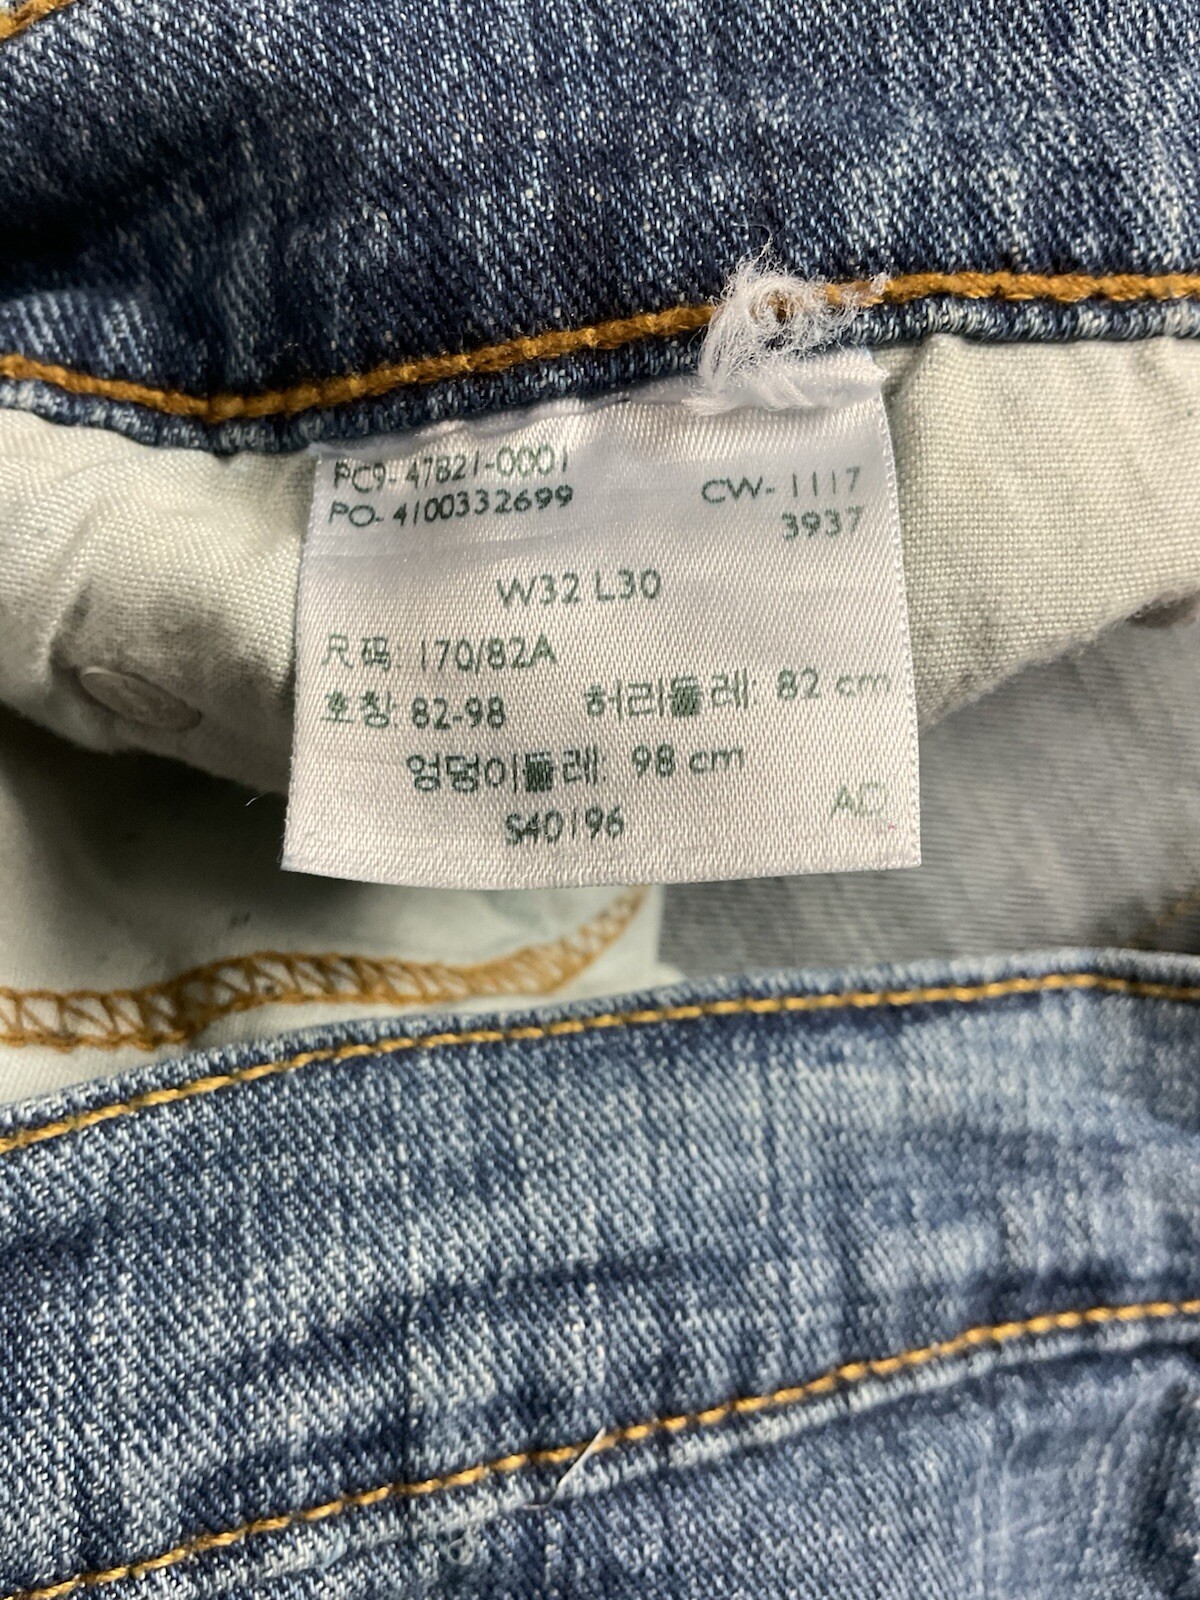 PC9-47821-0001
PO-4100332699
CW-1117
3937
W32 L30
尺码: 170/82A
호칭: 82-98 허리둘레: 82 cm
엉덩이둘레: 98 cm
S40196